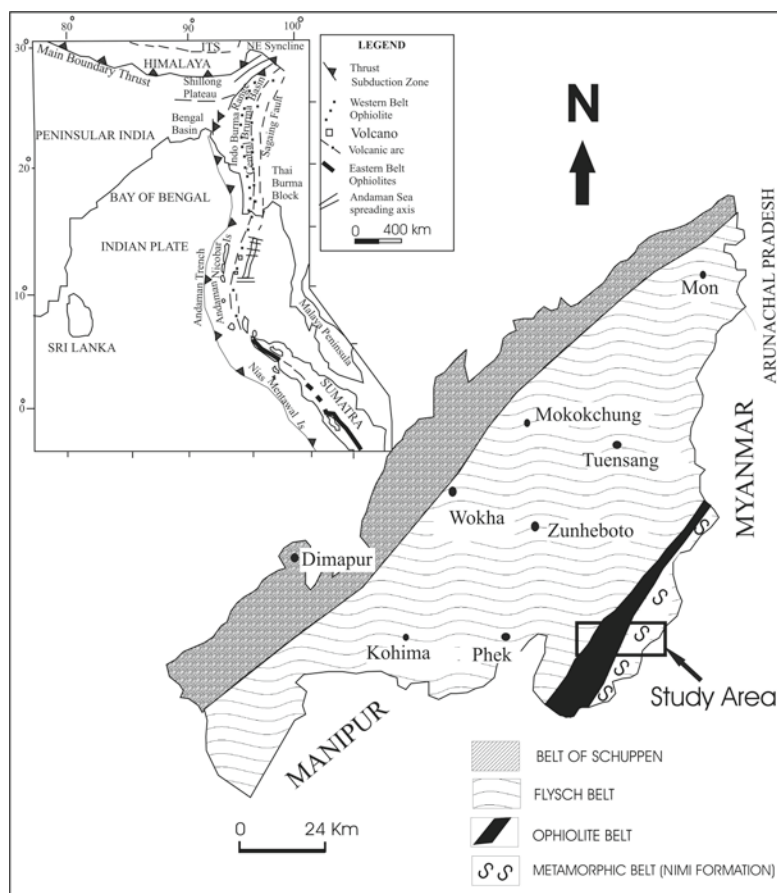 80°
90°
100°
30°
ITS
NE Syncline
Main Boundary Thrust
HIMALAYA
Shillong
Plateau
Bengal
Basin
Indo Burma Range
Central Burma Basin
Sagaing Fault
PENINSULAR INDIA
20°
Thai
Burma
Block
BAY OF BENGAL
INDIAN PLATE
Andaman Trench
Andaman Nicobar Is
10°
Malaya Peninsula
SRI LANKA
Nias Mentawal Is
SUMATRA
0°
80°
90°
100°
LEGEND
Thrust
Subduction Zone
Western Belt
Ophiolite
Volcano
Volcanic arc
Eastern Belt
Ophiolites
Andaman Sea
spreading axis
0 400 km
N
ARUNACHAL PRADESH
Mon
Mokokchung
Tuensang
MYANMAR
Wokha
Zunheboto
Dimapur
Kohima
Phek
Study Area
MANIPUR
0 24 Km
BELT OF SCHUPPEN
FLYSCH BELT
OPHIOLITE BELT
METAMORPHIC BELT (NIMI FORMATION)